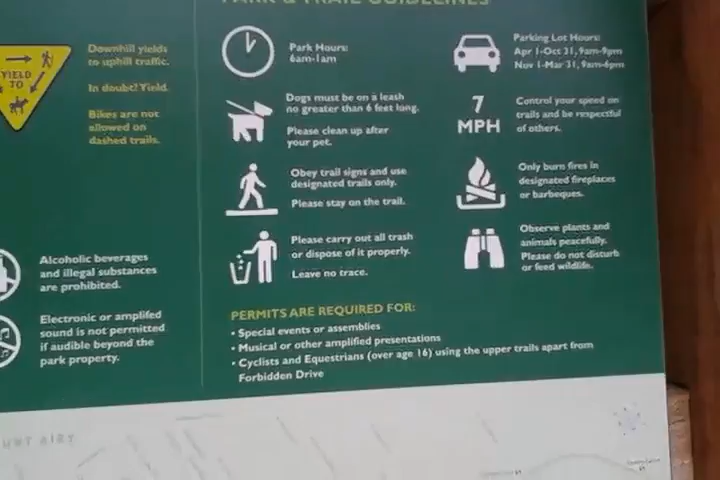 PARK & TRAIL GUIDELINES
YIELD
TO
Downhill yields
to uphill traffic.
In doubt? Yield.
Bikes are not
allowed on
dashed trails.
Alcoholic beverages
and illegal substances
are prohibited.
Electronic or amplifed
sound is not permitted
if audible beyond the
park property.
Park Hours:
6am-1am
Dogs must be on a leash
no greater than 6 feet long.
Please clean up after
your pet.
Obey trail signs and use
designated trails only.
Please stay on the trail.
Please carry out all trash
or dispose of it properly.
Leave no trace.
Parking Lot Hours:
Apr 1-Oct 31, 9am-9pm
Nov 1-Mar 31, 9am-6pm
7
MPH
Control your speed on
trails and be respectful
of others.
Only burn fires in
designated fireplaces
or barbeques.
Observe plants and
animals peacefully.
Please do not disturb
or feed wildlife.
PERMITS ARE REQUIRED FOR:
• Special events or assemblies
• Musical or other amplified presentations
• Cyclists and Equestrians (over age 16) using the upper trails apart from
Forbidden Drive
UNT AIRY